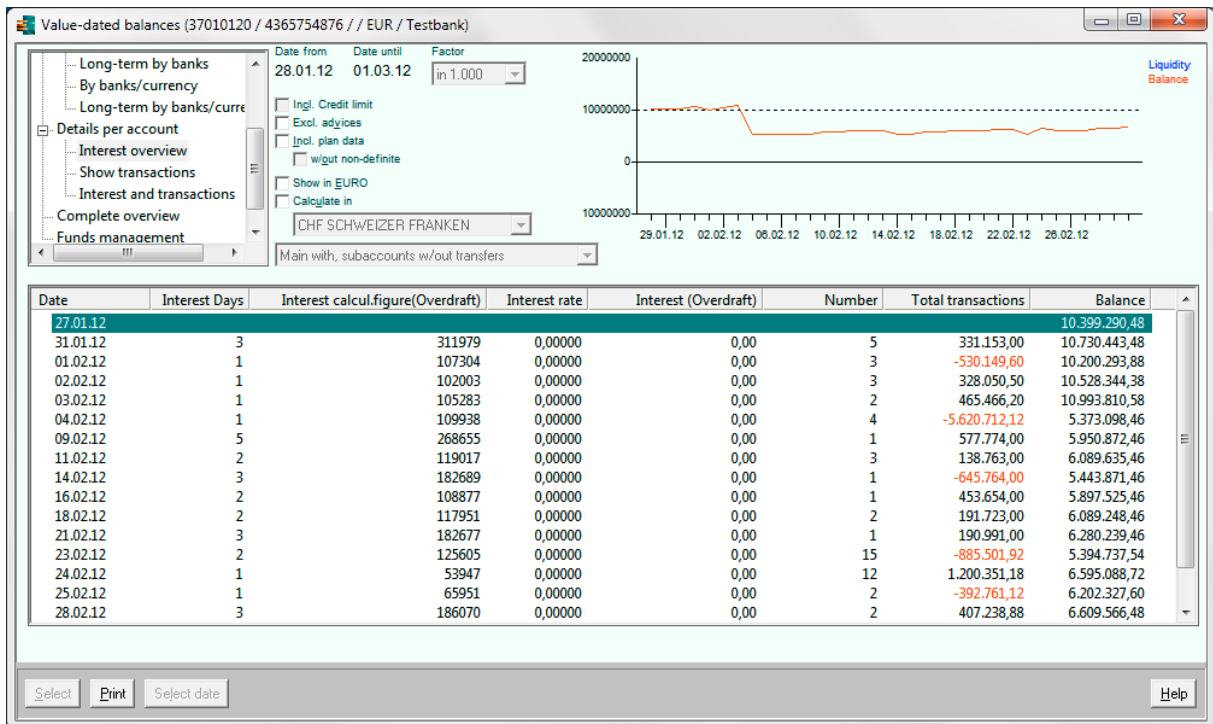 Value-dated balances (37010120 / 4365754876 / / EUR / Testbank)
Long-term by banks
By banks/currency
Long-term by banks/curre
Details per account
Interest overview
Show transactions
Interest and transactions
Complete overview
Funds management
Date from Date until Factor
28.01.12 01.03.12 in 1.000
Incl. Credit limit
Excl. advices
Incl. plan data
w/out non-definite
Show in EURO
Calculate in
CHF SCHWEIZER FRANKEN
Main with, subaccounts w/out transfers
20000000
10000000
0
10000000
29.01.12 02.02.12 06.02.12 10.02.12 14.02.12 18.02.12 22.02.12 26.02.12
Liquidity
Balance
Date Interest Days Interest calcul.figure(Overdraft) Interest rate Interest (Overdraft) Number Total transactions Balance
27.01.12 10.399.290,48
31.01.12 3 311979 0,00000 0,00 5 331.153,00 10.730.443,48
01.02.12 1 107304 0,00000 0,00 3 -530.149,60 10.200.293,88
02.02.12 1 102003 0,00000 0,00 3 328.050,50 10.528.344,38
03.02.12 1 105283 0,00000 0,00 2 465.466,20 10.993.810,58
04.02.12 1 109938 0,00000 0,00 4 -5.620.712,12 5.373.098,46
09.02.12 5 268655 0,00000 0,00 1 577.774,00 5.950.872,46
11.02.12 2 119017 0,00000 0,00 3 138.763,00 6.089.635,46
14.02.12 3 182689 0,00000 0,00 1 -645.764,00 5.443.871,46
16.02.12 2 108877 0,00000 0,00 1 453.654,00 5.897.525,46
18.02.12 2 117951 0,00000 0,00 2 191.723,00 6.089.248,46
21.02.12 3 182677 0,00000 0,00 1 190.991,00 6.280.239,46
23.02.12 2 125605 0,00000 0,00 15 -885.501,92 5.394.737,54
24.02.12 1 53947 0,00000 0,00 12 1.200.351,18 6.595.088,72
25.02.12 1 65951 0,00000 0,00 2 -392.761,12 6.202.327,60
28.02.12 3 186070 0,00000 0,00 2 407.238,88 6.609.566,48
Select Print Select date Help